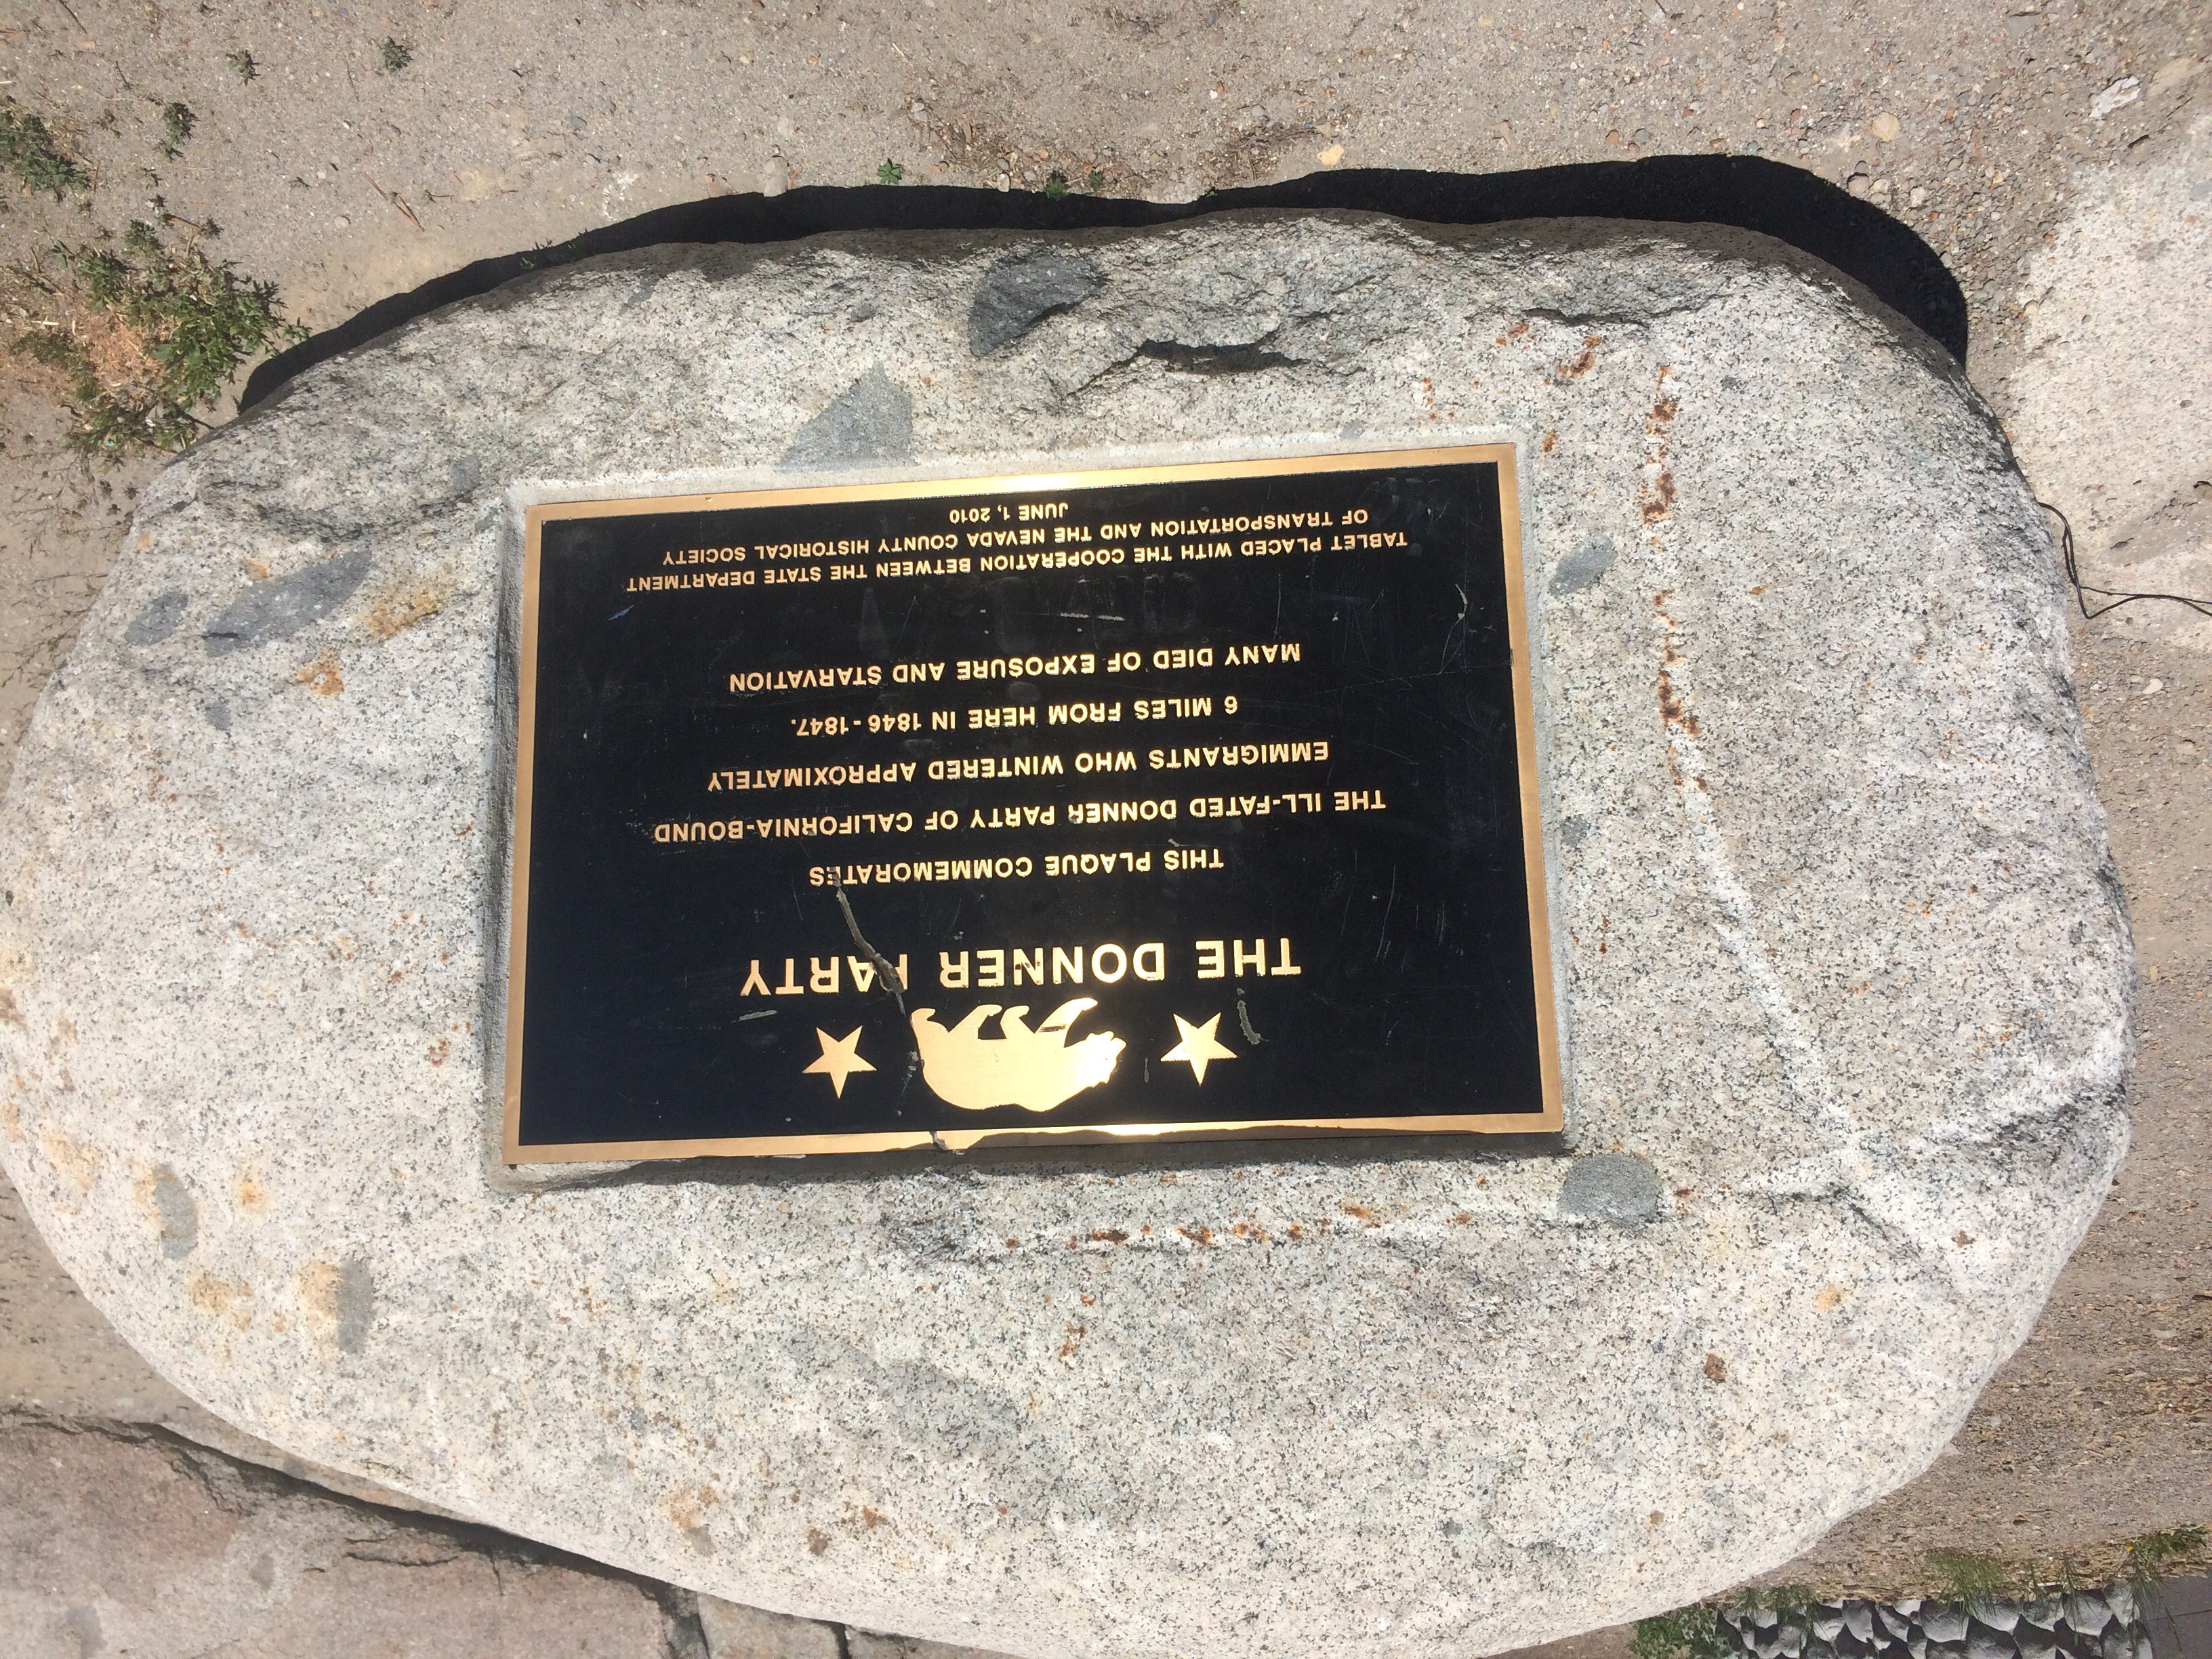 THE DONNER PARTY
THIS PLAQUE COMMEMORATES
THE ILL-FATED DONNER PARTY OF CALIFORNIA-BOUND
EMMIGRANTS WHO WINTERED APPROXIMATELY
6 MILES FROM HERE IN 1846-1847.
MANY DIED OF EXPOSURE AND STARVATION
TABLET PLACED WITH THE COOPERATION BETWEEN THE STATE DEPARTMENT
OF TRANSPORTATION AND THE NEVADA COUNTY HISTORICAL SOCIETY
JUNE 1, 2010